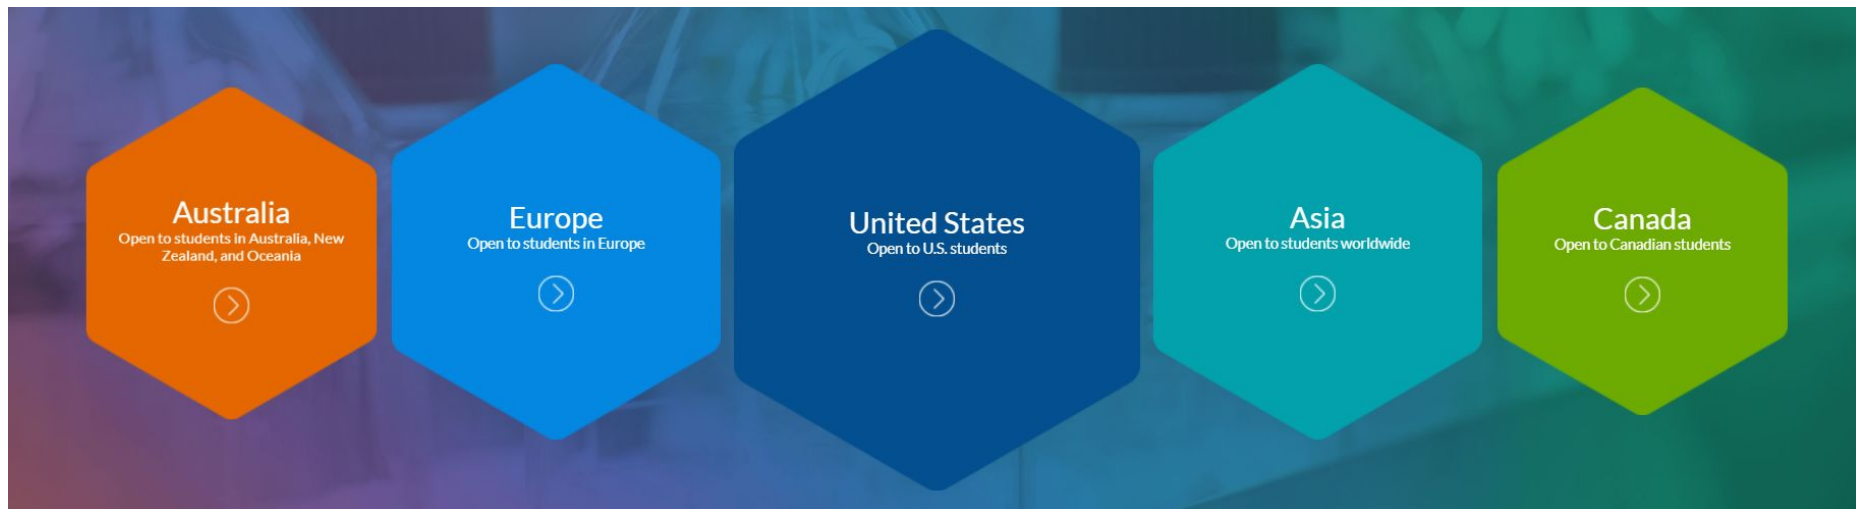 Australia
Open to students in Australia, New
Zealand, and Oceania
Europe
Open to students in Europe
United States
Open to U.S. students
Asia
Open to students worldwide
Canada
Open to Canadian students